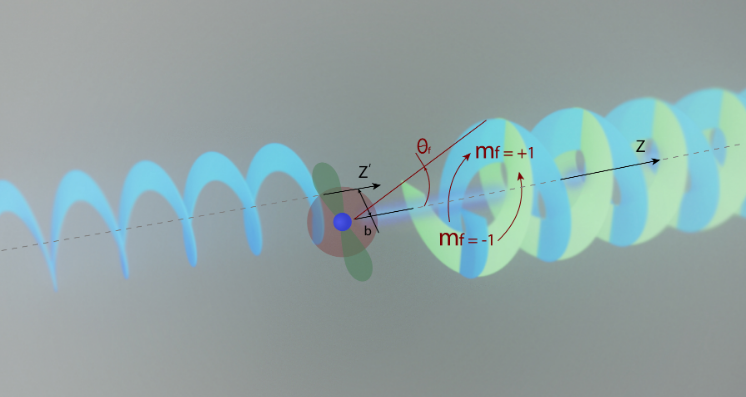 θf
Z′
mf = +1
Z
b
mf = -1